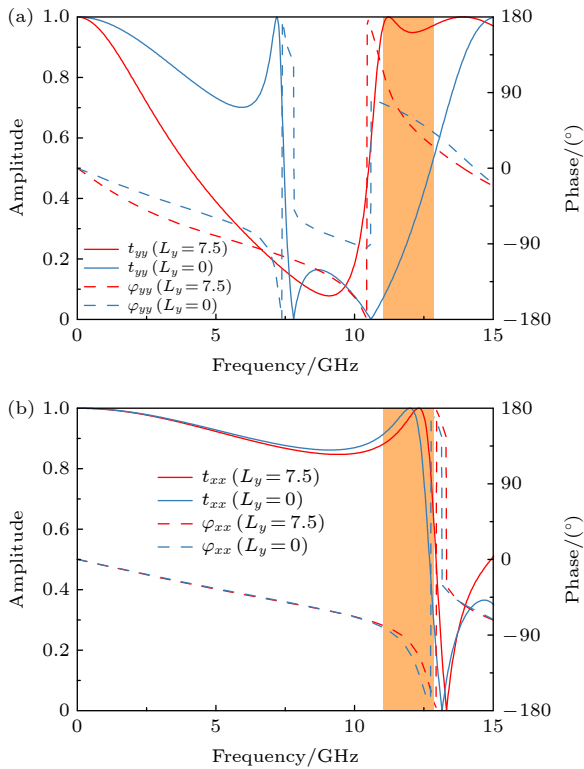 (a)
1.0
0.8
0.6
0.4
0.2
0
Amplitude
180
90
0
−90
−180
Phase/(°)
t_yy (L_y=7.5)
t_yy (L_y=0)
φ_yy (L_y=7.5)
φ_yy (L_y=0)
0 5 10 15
Frequency/GHz
(b)
1.0
0.8
0.6
0.4
0.2
0
Amplitude
180
90
0
−90
−180
Phase/(°)
t_xx (L_y=7.5)
t_xx (L_y=0)
φ_xx (L_y=7.5)
φ_xx (L_y=0)
0 5 10 15
Frequency/GHz